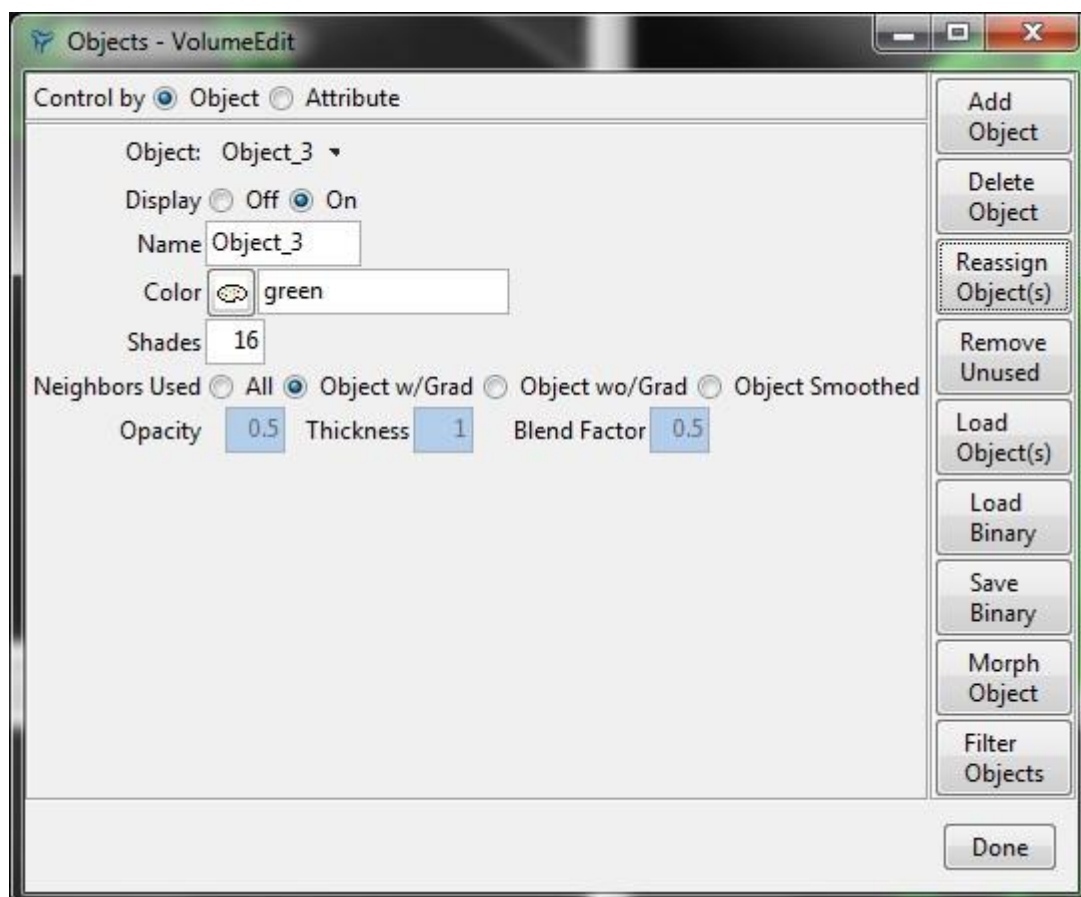 Objects - VolumeEdit
Control by Object Attribute
Object: Object_3
Display Off On
Name Object_3
Color green
Shades 16
Neighbors Used All Object w/Grad Object wo/Grad Object Smoothed
Opacity 0.5 Thickness 1 Blend Factor 0.5
Add
Object
Delete
Object
Reassign
Object(s)
Remove
Unused
Load
Object(s)
Load
Binary
Save
Binary
Morph
Object
Filter
Objects
Done